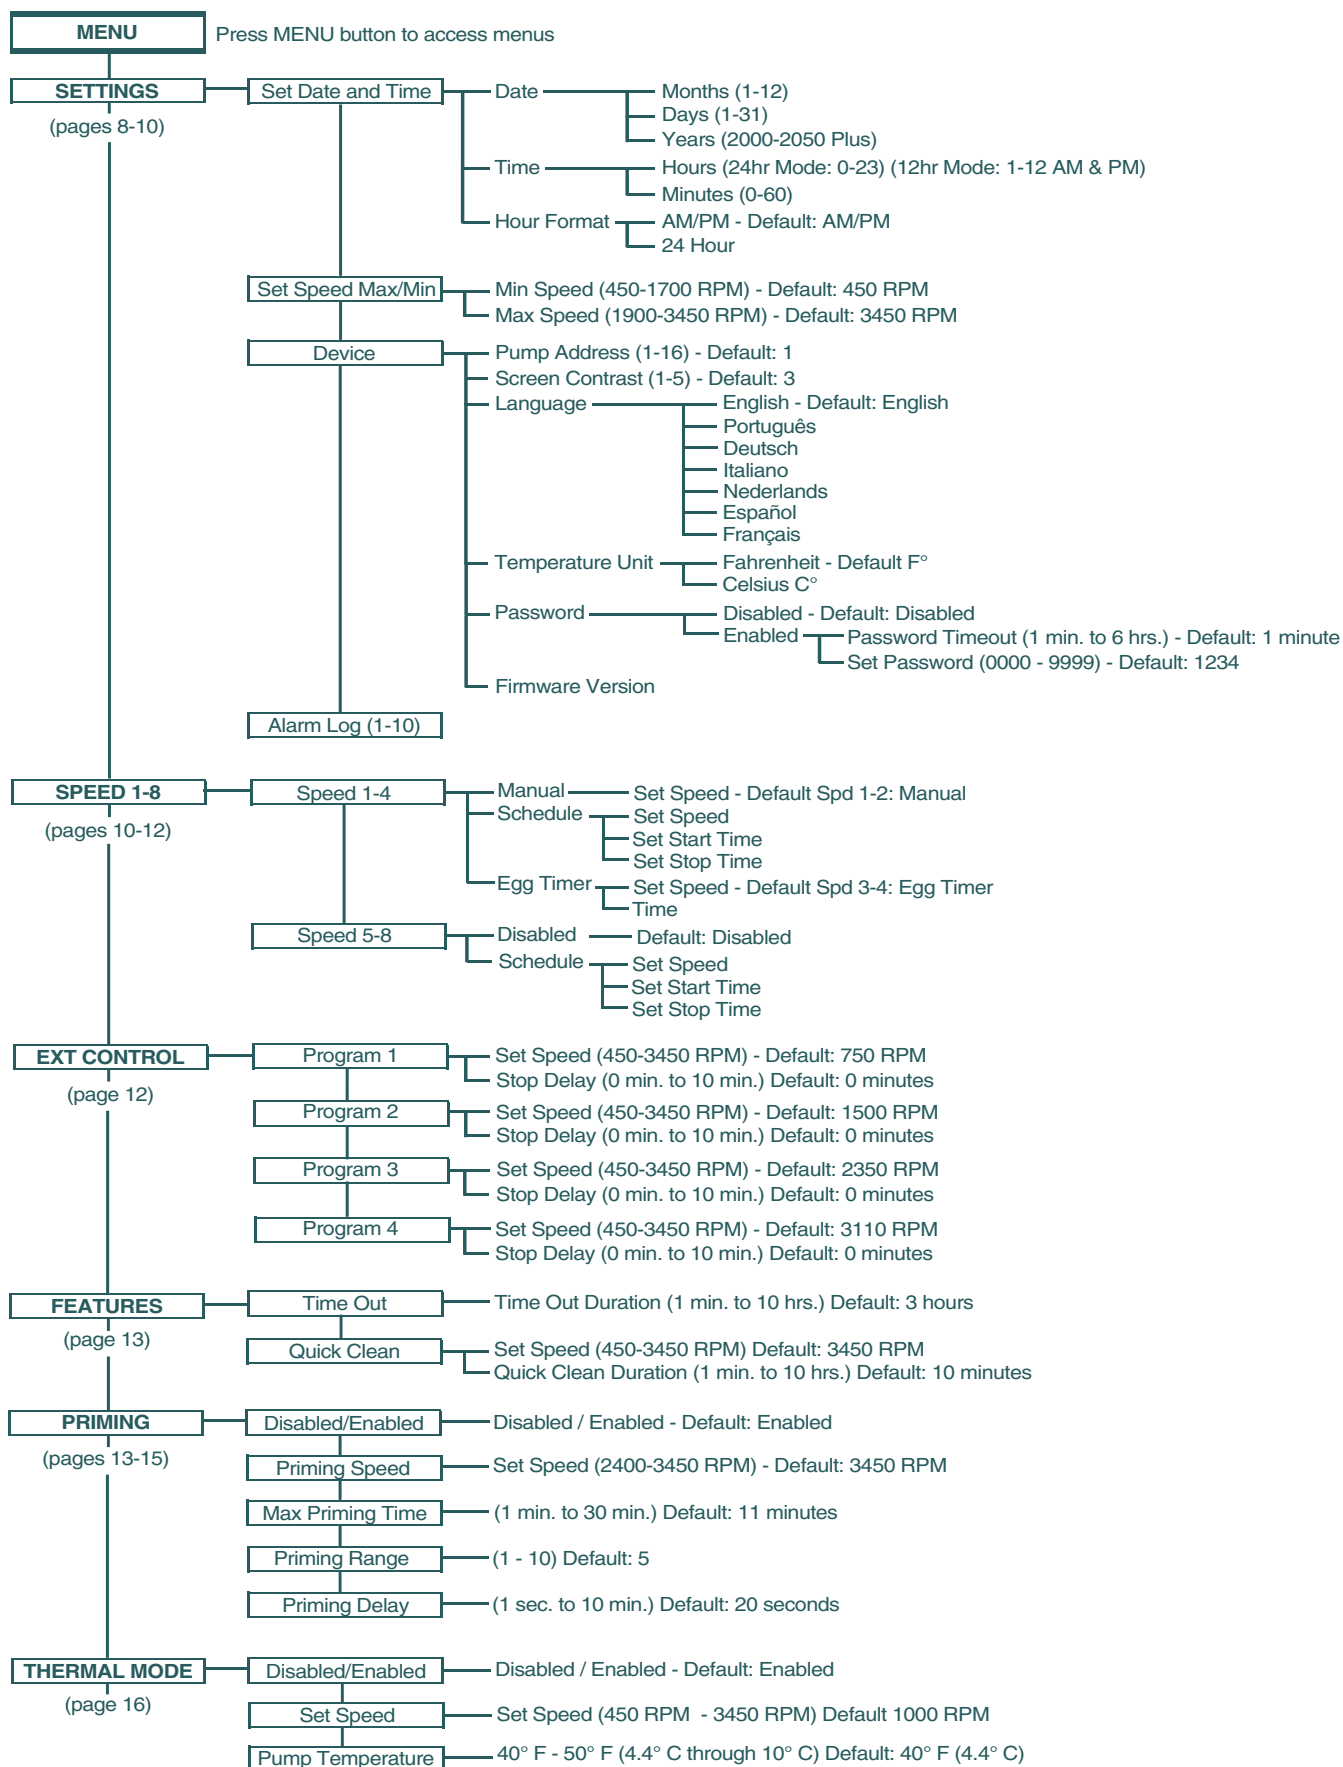 MENU Press MENU button to access menus
SETTINGS Set Date and Time Date Months (1-12)
(pages 8-10) Days (1-31)
Years (2000-2050 Plus)
Time Hours (24hr Mode: 0-23) (12hr Mode: 1-12 AM & PM)
Minutes (0-60)
Hour Format AM/PM - Default: AM/PM
24 Hour
Set Speed Max/Min Min Speed (450-1700 RPM) - Default: 450 RPM
Max Speed (1900-3450 RPM) - Default: 3450 RPM
Device Pump Address (1-16) - Default: 1
Screen Contrast (1-5) - Default: 3
Language English - Default: English
Português
Deutsch
Italiano
Nederlands
Español
Français
Temperature Unit Fahrenheit - Default F°
Celsius C°
Password Disabled - Default: Disabled
Enabled Password Timeout (1 min. to 6 hrs.) - Default: 1 minute
Set Password (0000 - 9999) - Default: 1234
Firmware Version
Alarm Log (1-10)
SPEED 1-8 Speed 1-4 Manual Set Speed - Default Spd 1-2: Manual
(pages 10-12) Schedule Set Speed
Set Start Time
Set Stop Time
Egg Timer Set Speed - Default Spd 3-4: Egg Timer
Time
Speed 5-8 Disabled Default: Disabled
Schedule Set Speed
Set Start Time
Set Stop Time
EXT CONTROL Program 1 Set Speed (450-3450 RPM) - Default: 750 RPM
(page 12) Stop Delay (0 min. to 10 min.) Default: 0 minutes
Program 2 Set Speed (450-3450 RPM) - Default: 1500 RPM
Stop Delay (0 min. to 10 min.) Default: 0 minutes
Program 3 Set Speed (450-3450 RPM) - Default: 2350 RPM
Stop Delay (0 min. to 10 min.) Default: 0 minutes
Program 4 Set Speed (450-3450 RPM) - Default: 3110 RPM
Stop Delay (0 min. to 10 min.) Default: 0 minutes
FEATURES Time Out Time Out Duration (1 min. to 10 hrs.) Default: 3 hours
(page 13) Quick Clean Set Speed (450-3450 RPM) Default: 3450 RPM
Quick Clean Duration (1 min. to 10 hrs.) Default: 10 minutes
PRIMING Disabled/Enabled Disabled / Enabled - Default: Enabled
(pages 13-15) Priming Speed Set Speed (2400-3450 RPM) - Default: 3450 RPM
Max Priming Time (1 min. to 30 min.) Default: 11 minutes
Priming Range (1 - 10) Default: 5
Priming Delay (1 sec. to 10 min.) Default: 20 seconds
THERMAL MODE Disabled/Enabled Disabled / Enabled - Default: Enabled
(page 16) Set Speed Set Speed (450 RPM - 3450 RPM) Default 1000 RPM
Pump Temperature 40° F - 50° F (4.4° C through 10° C) Default: 40° F (4.4° C)